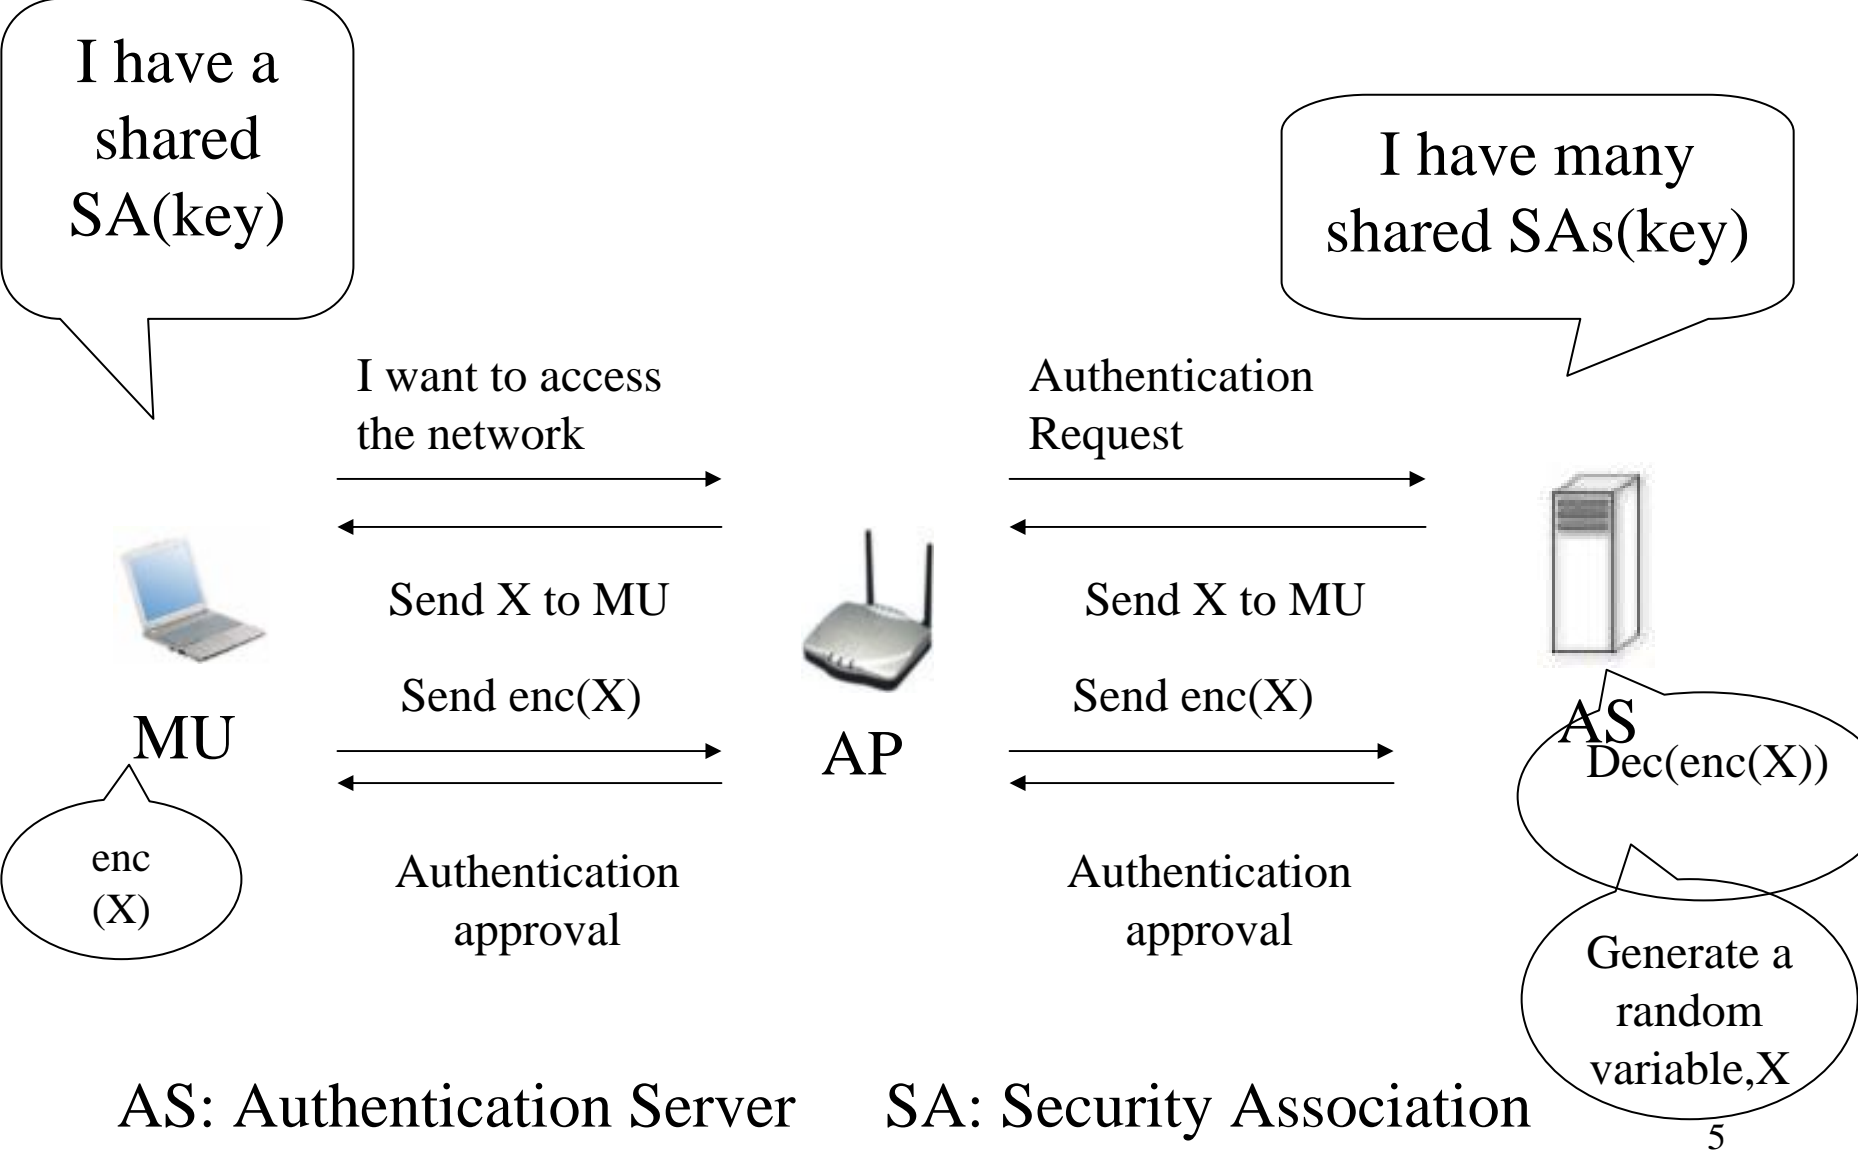 I have a
shared
SA(key)
I have many
shared SAs(key)
I want to access
the network
Authentication
Request
Send X to MU
Send X to MU
Send enc(X)
Send enc(X)
MU
AP
AS
Dec(enc(X))
enc
(X)
Authentication
approval
Authentication
approval
Generate a
random
variable,X
AS: Authentication Server
SA: Security Association
5